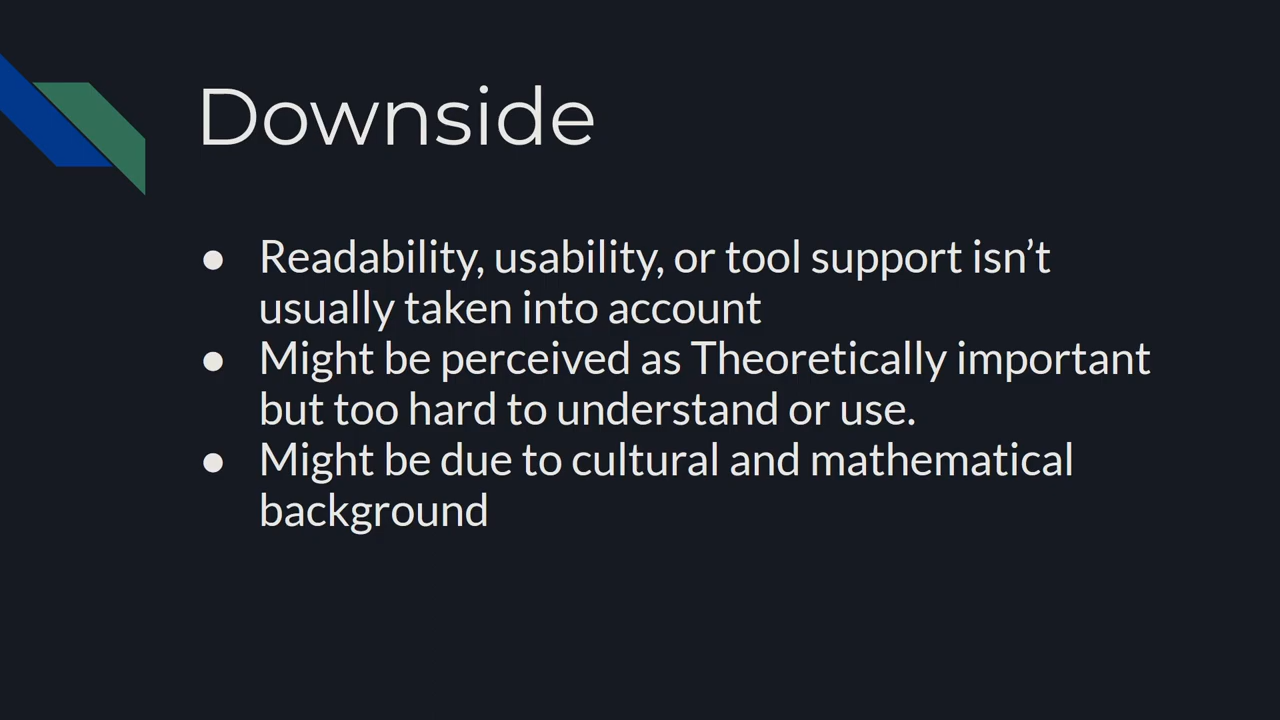 Downside
● Readability, usability, or tool support isn’t
usually taken into account
● Might be perceived as Theoretically important
but too hard to understand or use.
● Might be due to cultural and mathematical
background